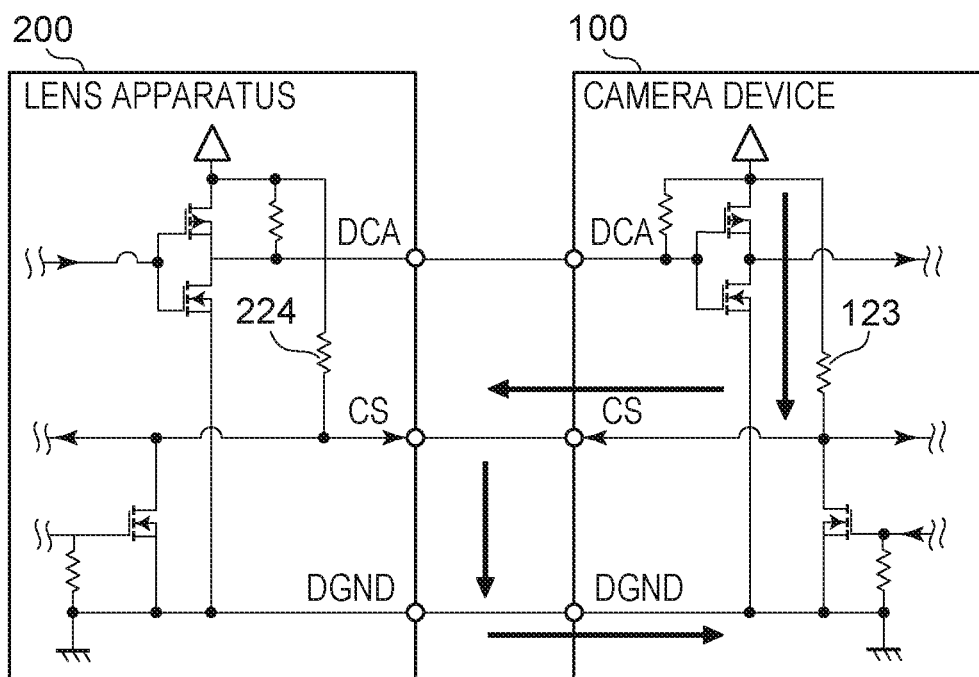 200
100
LENS APPARATUS
CAMERA DEVICE
DCA
DCA
224
123
CS
CS
DGND
DGND